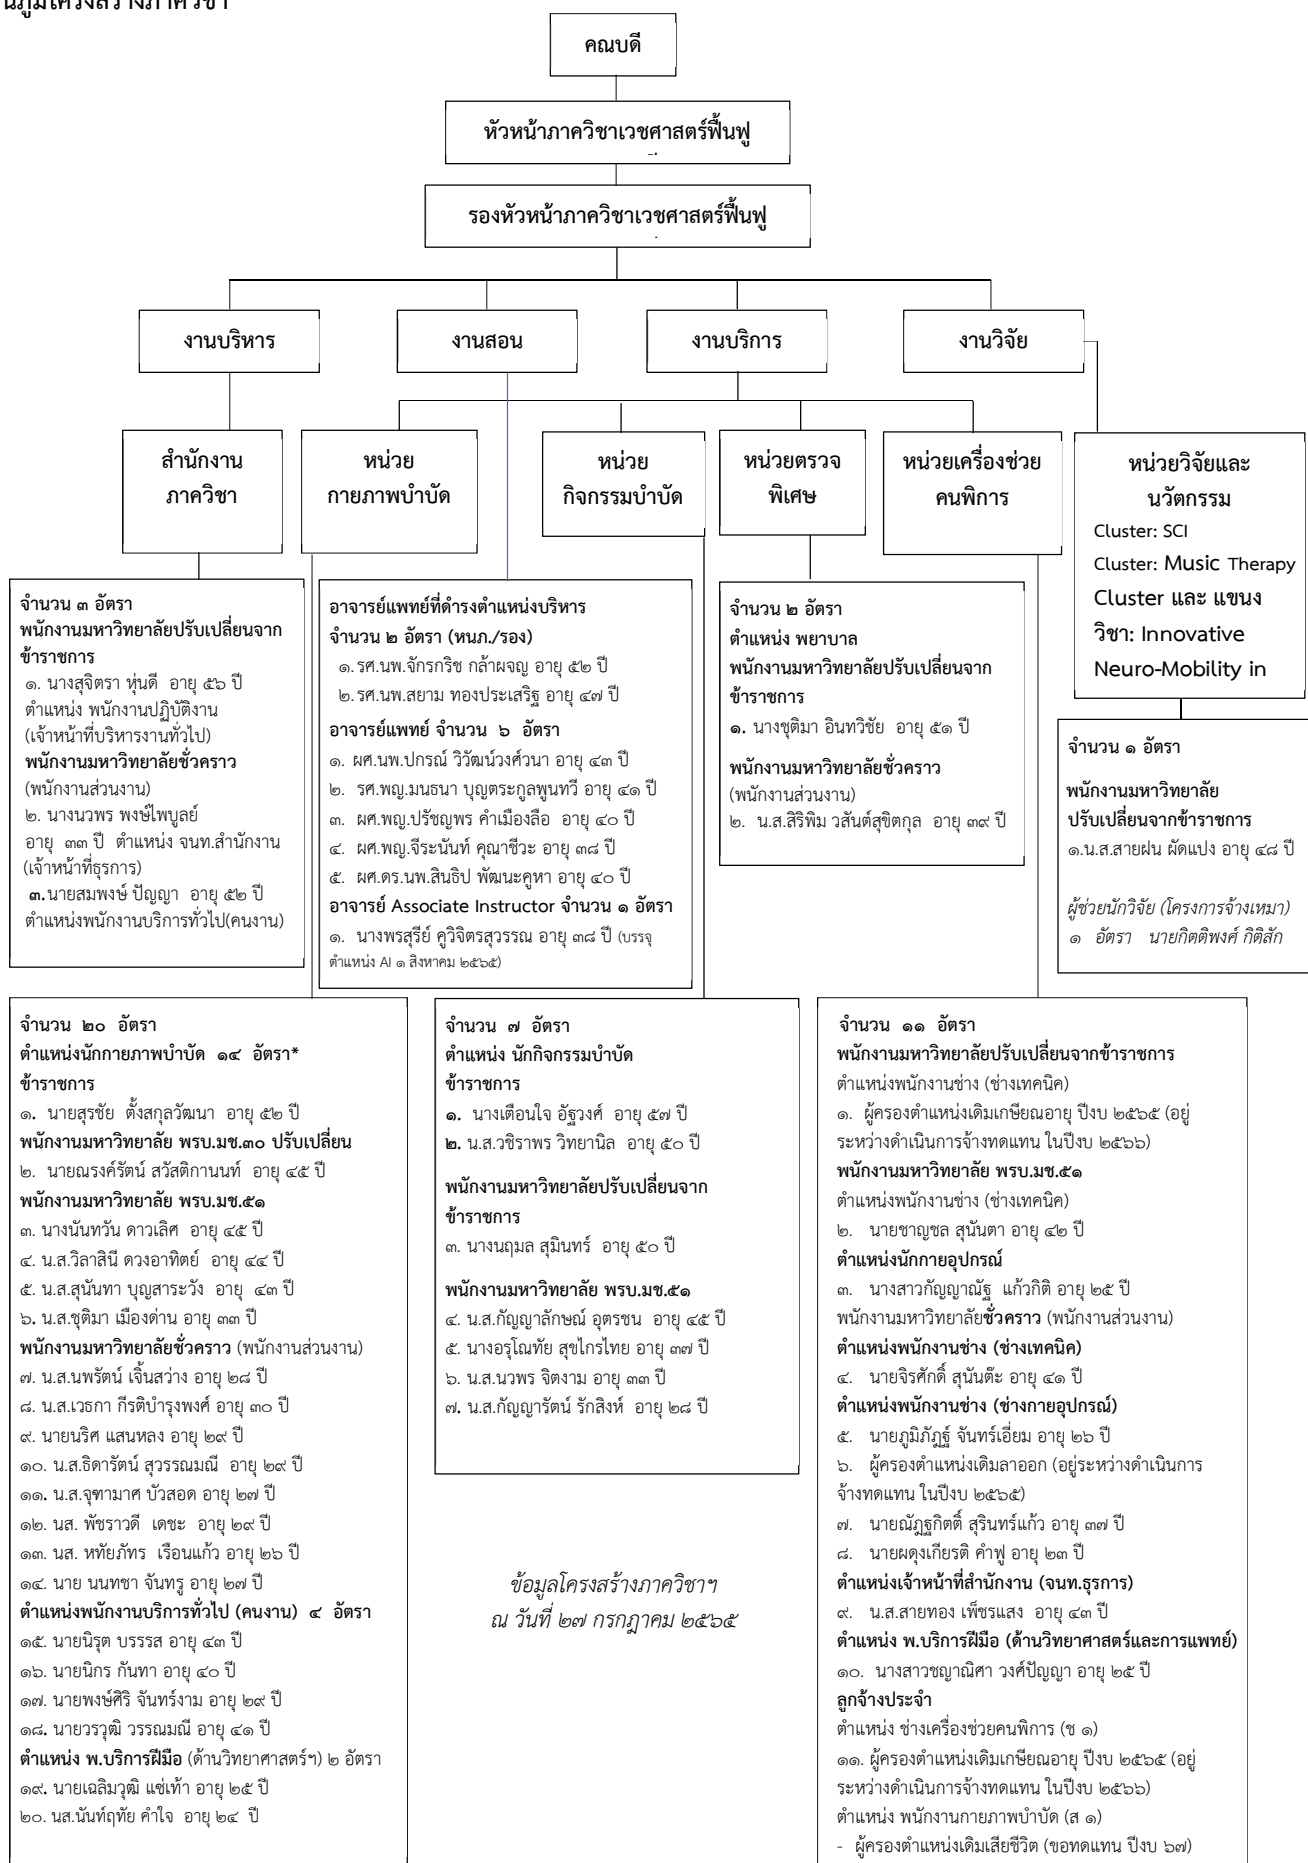 คณบดี
หัวหน้าภาควิชาเวชศาสตร์ฟื้นฟู
รองหัวหน้าภาควิชาเวชศาสตร์ฟื้นฟู
งานบริหาร
งานสอน
งานบริการ
งานวิจัย
สำนักงาน
ภาควิชา
หน่วย
กายภาพบำบัด
หน่วย
กิจกรรมบำบัด
หน่วยตรวจ
พิเศษ
หน่วยเครื่องช่วย
คนพิการ
หน่วยวิจัยและ
นวัตกรรม
Cluster: SCI
Cluster: Music Therapy
Cluster และ แขนง
วิชา: Innovative
Neuro-Mobility in
จำนวน ๓ อัตรา
พนักงานมหาวิทยาลัยปรับเปลี่ยนจาก
ข้าราชการ
๑. นางสุจิตรา หุ่นดี อายุ ๕๖ ปี
ตำแหน่ง พนักงานปฏิบัติงาน
(เจ้าหน้าที่บริหารงานทั่วไป)
พนักงานมหาวิทยาลัยชั่วคราว
(พนักงานส่วนงาน)
๒. นางนวพร พงษ์ไพบูลย์
อายุ ๓๓ ปี ตำแหน่ง จนท.สำนักงาน
(เจ้าหน้าที่ธุรการ)
๓.นายสมพงษ์ ปัญญา อายุ ๕๒ ปี
ตำแหน่งพนักงานบริการทั่วไป(คนงาน)
อาจารย์แพทย์ที่ดำรงตำแหน่งบริหาร
จำนวน ๒ อัตรา (หนภ./รอง)
๑. รศ.นพ.จักรกริช กล้าผจญ อายุ ๕๒ ปี
๒. รศ.นพ.สยาม ทองประเสริฐ อายุ ๔๗ ปี
อาจารย์แพทย์ จำนวน ๖ อัตรา
๑. ผศ.นพ.ปกรณ์ วิวัฒน์วงศ์วนา อายุ ๔๓ ปี
๒. รศ.พญ.มนธนา บุญตระกูลพูนทวี อายุ ๔๑ ปี
๓. ผศ.พญ.ปรัชญพร คำเมืองลือ อายุ ๔๐ ปี
๔. ผศ.พญ.จีระนันท์ คุณาชีวะ อายุ ๓๘ ปี
๕. ผศ.ดร.นพ.สินธิป พัฒนะคูหา อายุ ๔๐ ปี
อาจารย์ Associate Instructor จำนวน ๑ อัตรา
๑. นางพรสุรีย์ คูวิจิตรสุวรรณ อายุ ๓๘ ปี (บรรจุ
ตำแหน่ง AI ๑ สิงหาคม ๒๕๖๕)
จำนวน ๒ อัตรา
ตำแหน่ง พยาบาล
พนักงานมหาวิทยาลัยปรับเปลี่ยนจาก
ข้าราชการ
๑. นางชุติมา อินทวิชัย อายุ ๕๑ ปี
พนักงานมหาวิทยาลัยชั่วคราว
(พนักงานส่วนงาน)
๒. น.ส.สิริพิม วสันต์สุขิตกุล อายุ ๓๙ ปี
จำนวน ๑ อัตรา
พนักงานมหาวิทยาลัย
ปรับเปลี่ยนจากข้าราชการ
๑.น.ส.สายฝน ผัดแปง อายุ ๔๘ ปี
ผู้ช่วยนักวิจัย (โครงการจ้างเหมา)
๑ อัตรา นายกิตติพงศ์ กิติสัก
จำนวน ๒๐ อัตรา
ตำแหน่งนักกายภาพบำบัด ๑๔ อัตรา*
ข้าราชการ
๑. นายสุรชัย ตั้งสกุลวัฒนา อายุ ๕๒ ปี
พนักงานมหาวิทยาลัย พรบ.มช.๓๐ ปรับเปลี่ยน
๒. นายณรงค์รัตน์ สวัสติกานนท์ อายุ ๔๕ ปี
พนักงานมหาวิทยาลัย พรบ.มช.๕๑
๓. นางนันทวัน ดาวเลิศ อายุ ๔๕ ปี
๔. น.ส.วิลาสินี ดวงอาทิตย์ อายุ ๔๔ ปี
๕. น.ส.สุนันทา บุญสาระวัง อายุ ๔๓ ปี
๖. น.ส.ชุติมา เมืองด่าน อายุ ๓๓ ปี
พนักงานมหาวิทยาลัยชั่วคราว (พนักงานส่วนงาน)
๗. น.ส.นพรัตน์ เจิ้นสว่าง อายุ ๒๘ ปี
๘. น.ส.เวธกา กีรติบำรุงพงศ์ อายุ ๓๐ ปี
๙. นายนริศ แสนหลง อายุ ๒๙ ปี
๑๐. น.ส.ธิดารัตน์ สุวรรณมณี อายุ ๒๙ ปี
๑๑. น.ส.จุฑามาศ บัวสอด อายุ ๒๗ ปี
๑๒. นส. พัชราวดี เดชะ อายุ ๒๙ ปี
๑๓. นส. หทัยภัทร เรือนแก้ว อายุ ๒๖ ปี
๑๔. นาย นนทชา จันทรู อายุ ๒๗ ปี
ตำแหน่งพนักงานบริการทั่วไป (คนงาน) ๔ อัตรา
๑๕. นายนิรุต บรรรส อายุ ๔๓ ปี
๑๖. นายนิกร กันทา อายุ ๔๐ ปี
๑๗. นายพงษ์ศิริ จันทร์งาม อายุ ๒๙ ปี
๑๘. นายวรวุฒิ วรรณมณี อายุ ๔๑ ปี
ตำแหน่ง พ.บริการฝีมือ (ด้านวิทยาศาสตร์ฯ) ๒ อัตรา
๑๙. นายเฉลิมวุฒิ แซ่เท้า อายุ ๒๕ ปี
๒๐. นส.นันท์ฤทัย คำใจ อายุ ๒๔ ปี
จำนวน ๗ อัตรา
ตำแหน่ง นักกิจกรรมบำบัด
ข้าราชการ
๑. นางเตือนใจ อัฐวงศ์ อายุ ๕๗ ปี
๒. น.ส.วชิราพร วิทยานิล อายุ ๕๐ ปี
พนักงานมหาวิทยาลัยปรับเปลี่ยนจาก
ข้าราชการ
๓. นางนฤมล สุมินทร์ อายุ ๕๐ ปี
พนักงานมหาวิทยาลัย พรบ.มช.๕๑
๔. น.ส.กัญญาลักษณ์ อุตรชน อายุ ๔๕ ปี
๕. นางอรุโณทัย สุขไกรไทย อายุ ๓๗ ปี
๖. น.ส.นวพร จิตงาม อายุ ๓๓ ปี
๗. น.ส.กัญญารัตน์ รักสิงห์ อายุ ๒๘ ปี
ข้อมูลโครงสร้างภาควิชาฯ
ณ วันที่ ๒๗ กรกฎาคม ๒๕๖๕
จำนวน ๑๑ อัตรา
พนักงานมหาวิทยาลัยปรับเปลี่ยนจากข้าราชการ
ตำแหน่งพนักงานช่าง (ช่างเทคนิค)
๑. ผู้ครองตำแหน่งเดิมเกษียณอายุ ปีงบ ๒๕๖๕ (อยู่
ระหว่างดำเนินการจ้างทดแทน ในปีงบ ๒๕๖๖)
พนักงานมหาวิทยาลัย พรบ.มช.๕๑
ตำแหน่งพนักงานช่าง (ช่างเทคนิค)
๒. นายชาญชล สุนันตา อายุ ๔๒ ปี
ตำแหน่งนักกายอุปกรณ์
๓. นางสาวกัญญาณัฐ แก้วกิติ อายุ ๒๕ ปี
พนักงานมหาวิทยาลัยชั่วคราว (พนักงานส่วนงาน)
ตำแหน่งพนักงานช่าง (ช่างเทคนิค)
๔. นายจิรศักดิ์ สุนันต๊ะ อายุ ๔๑ ปี
ตำแหน่งพนักงานช่าง (ช่างกายอุปกรณ์)
๕. นายภูมิภัฎฐ์ จันทร์เอี่ยม อายุ ๒๖ ปี
๖. ผู้ครองตำแหน่งเดิมลาออก (อยู่ระหว่างดำเนินการ
จ้างทดแทน ในปีงบ ๒๕๖๕)
๗. นายณัฏฐกิตติ์ สุรินทร์แก้ว อายุ ๓๗ ปี
๘. นายผดุงเกียรติ คำฟู อายุ ๒๓ ปี
ตำแหน่งเจ้าหน้าที่สำนักงาน (จนท.ธุรการ)
๙. น.ส.สายทอง เพ็ชรแสง อายุ ๔๓ ปี
ตำแหน่ง พ.บริการฝีมือ (ด้านวิทยาศาสตร์และการแพทย์)
๑๐. นางสาวชญาณิศา วงศ์ปัญญา อายุ ๒๕ ปี
ลูกจ้างประจำ
ตำแหน่ง ช่างเครื่องช่วยคนพิการ (ช ๑)
๑๑. ผู้ครองตำแหน่งเดิมเกษียณอายุ ปีงบ ๒๕๖๕ (อยู่
ระหว่างดำเนินการจ้างทดแทน ในปีงบ ๒๕๖๖)
ตำแหน่ง พนักงานกายภาพบำบัด (ส ๑)
- ผู้ครองตำแหน่งเดิมเสียชีวิต (ขอทดแทน ปีงบ ๖๗)